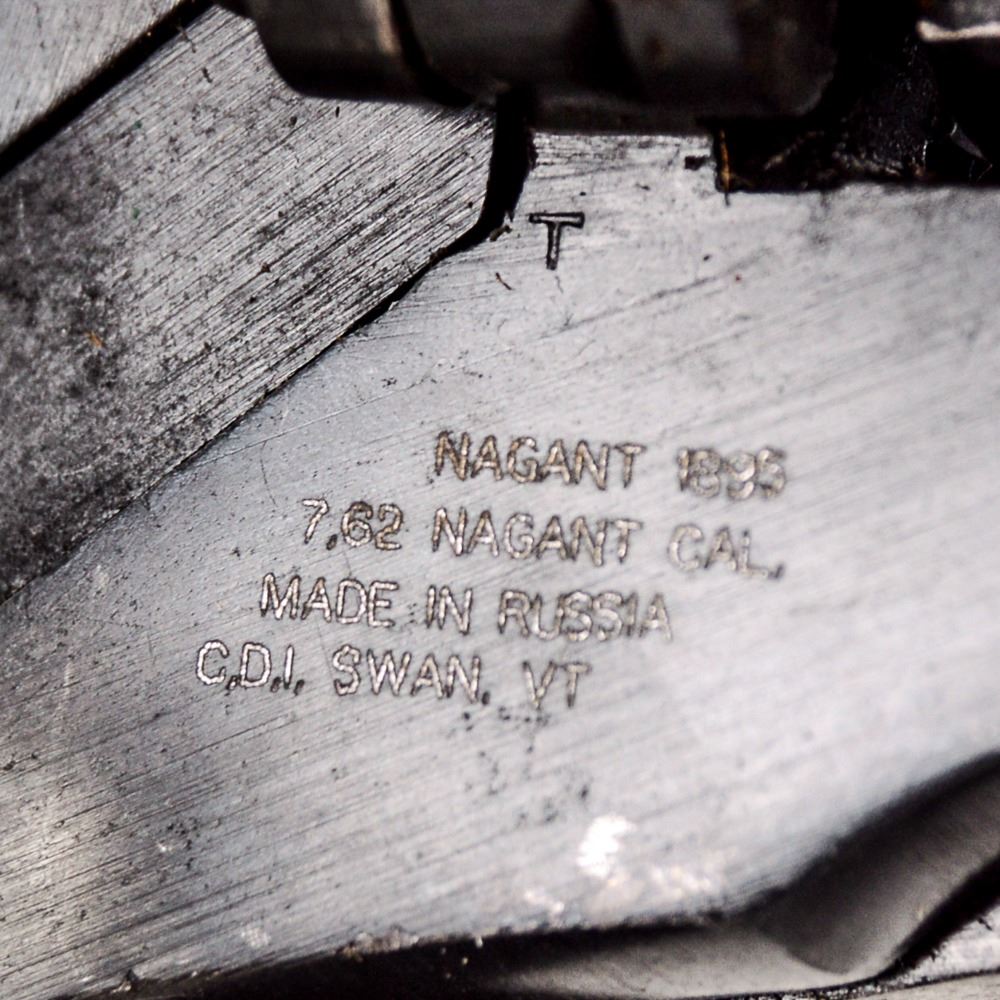 T
NAGANT 1895
7.62 NAGANT CAL.
MADE IN RUSSIA
C.D.I. SWAN. VT